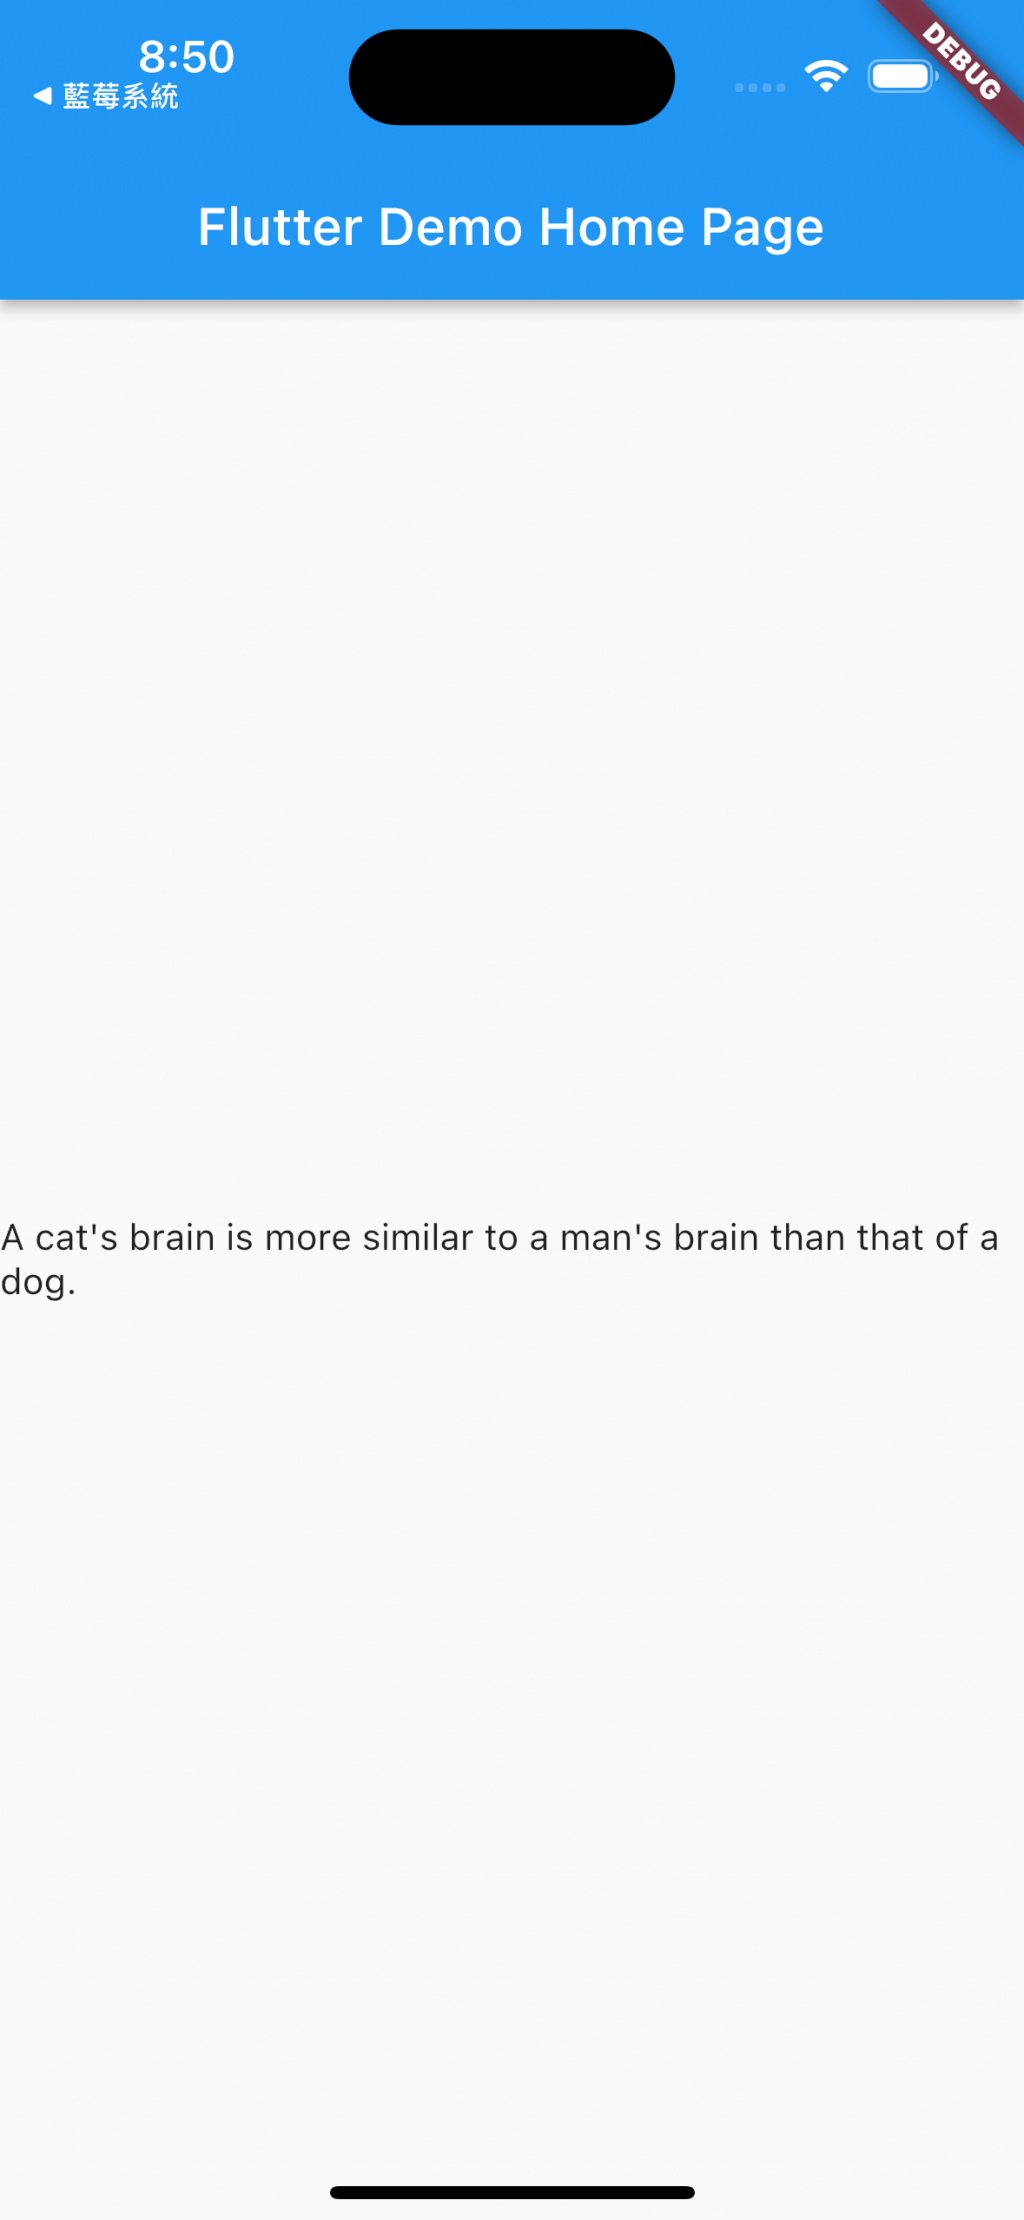 8:50
◀ 藍莓系統
DEBUG
Flutter Demo Home Page
A cat's brain is more similar to a man's brain than that of a
dog.